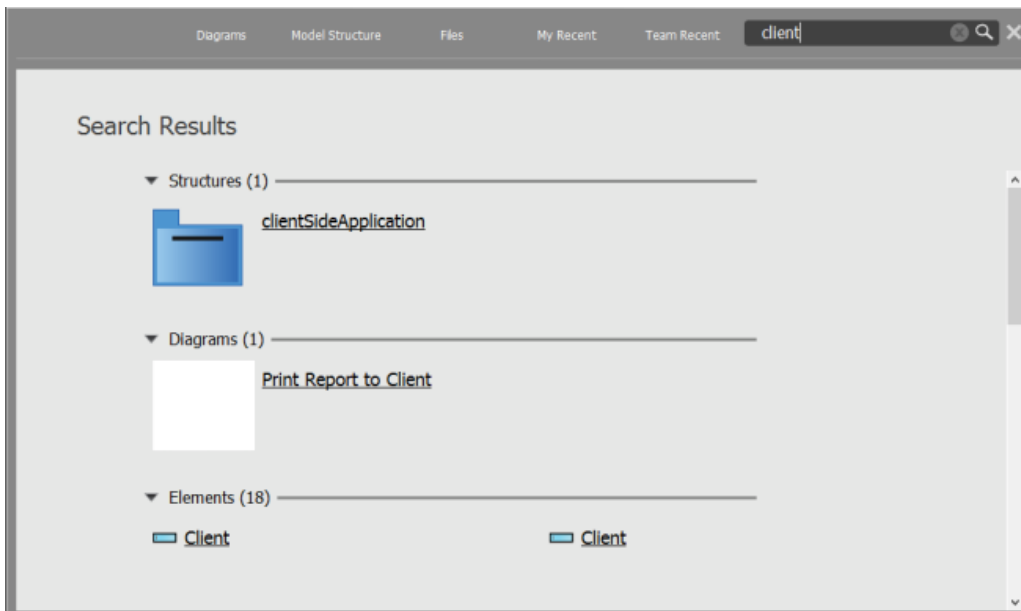 Diagrams Model Structure Files My Recent Team Recent client
Search Results
Structures (1)
clientSideApplication
Diagrams (1)
Print Report to Client
Elements (18)
Client Client